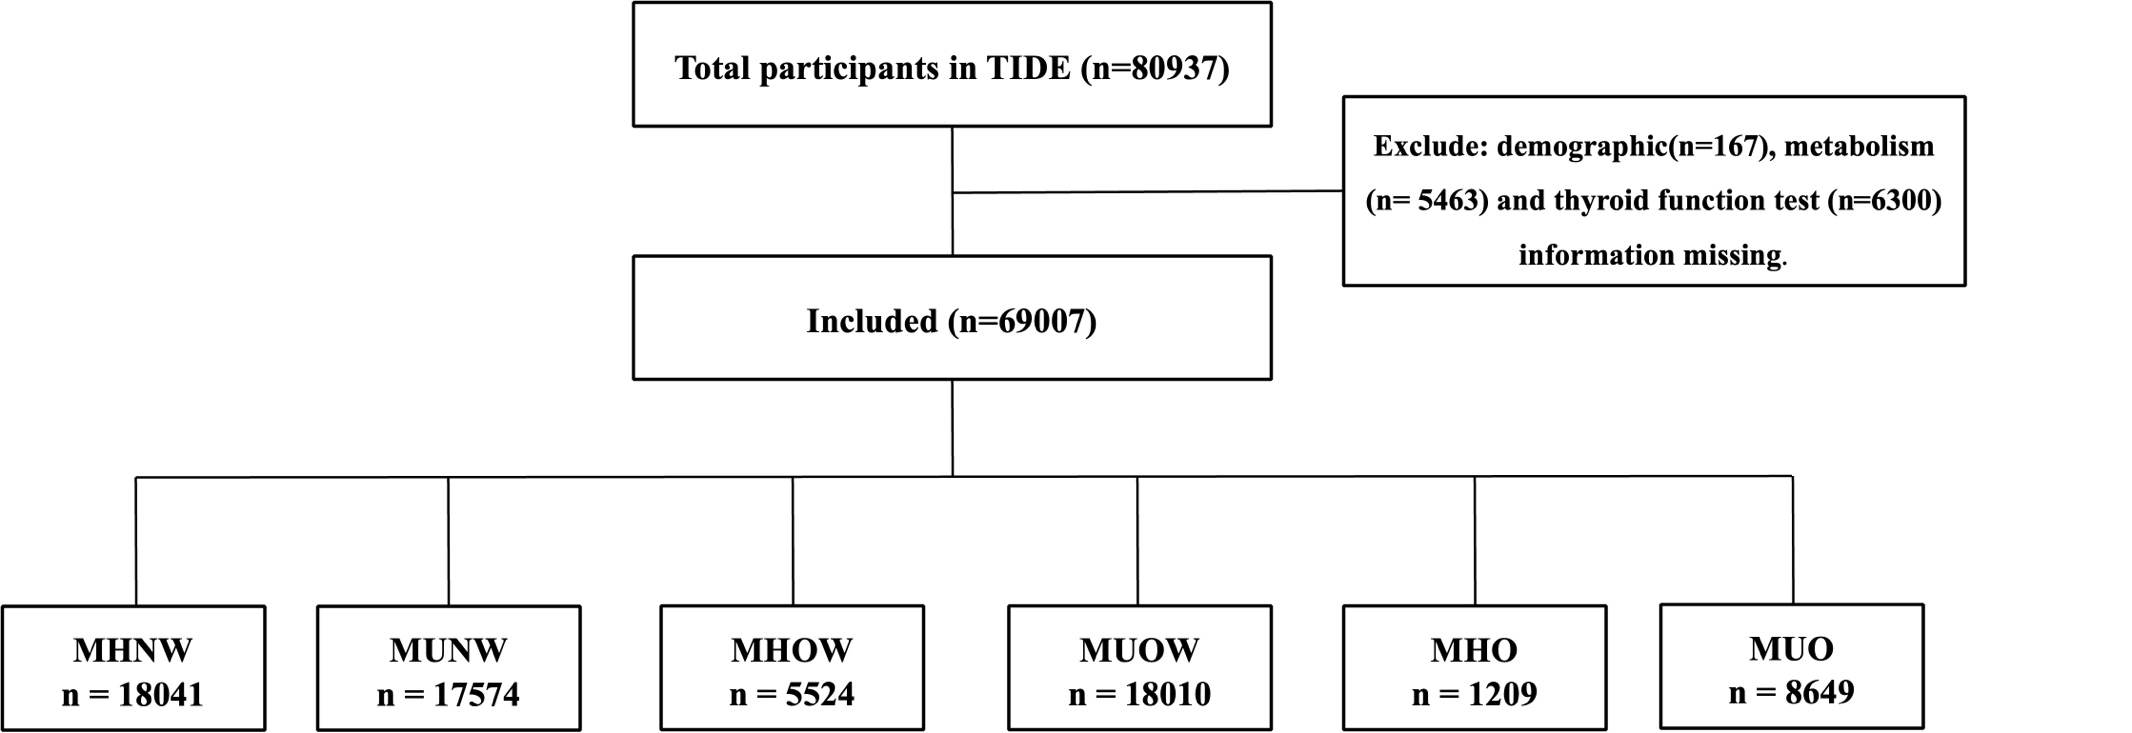 Total participants in TIDE (n=80937)
Exclude: demographic(n=167), metabolism
(n= 5463) and thyroid function test (n=6300)
information missing.
Included (n=69007)
MHNW
n = 18041
MUNW
n = 17574
MHOW
n = 5524
MUOW
n = 18010
MHO
n = 1209
MUO
n = 8649